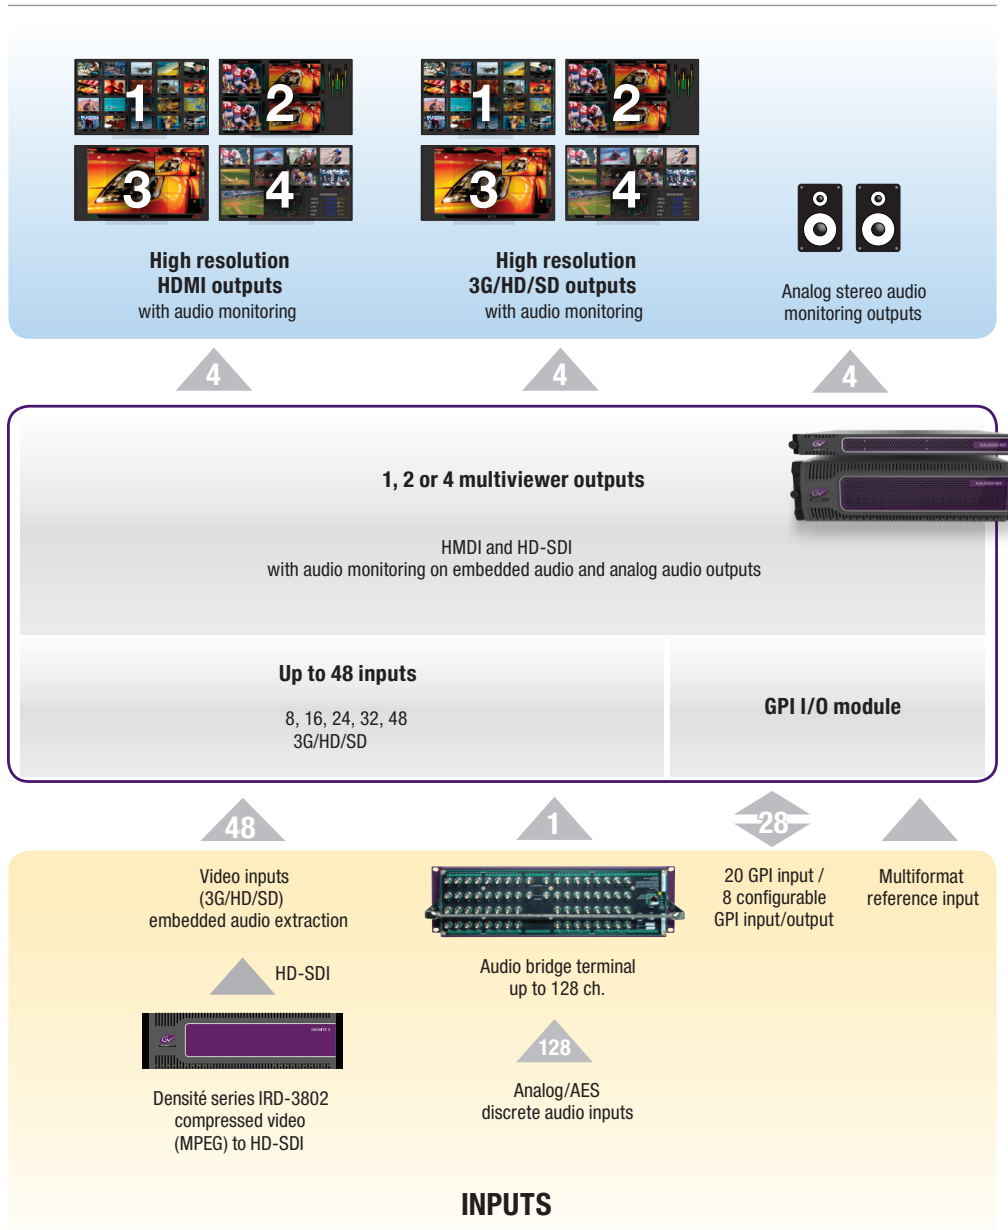 1 2
3 4
1 2
3 4
High resolution
HDMI outputs
with audio monitoring
High resolution
3G/HD/SD outputs
with audio monitoring
Analog stereo audio
monitoring outputs
4
4
4
KALEIDO-MX
KALEIDO-MX
1, 2 or 4 multiviewer outputs
HMDI and HD-SDI
with audio monitoring on embedded audio and analog audio outputs
Up to 48 inputs
8, 16, 24, 32, 48
3G/HD/SD
GPI I/O module
48
1
28
Video inputs
(3G/HD/SD)
embedded audio extraction
20 GPI input /
8 configurable
GPI input/output
Multiformat
reference input
HD-SDI
Audio bridge terminal
up to 128 ch.
128
Densité series IRD-3802
compressed video
(MPEG) to HD-SDI
Analog/AES
discrete audio inputs
INPUTS